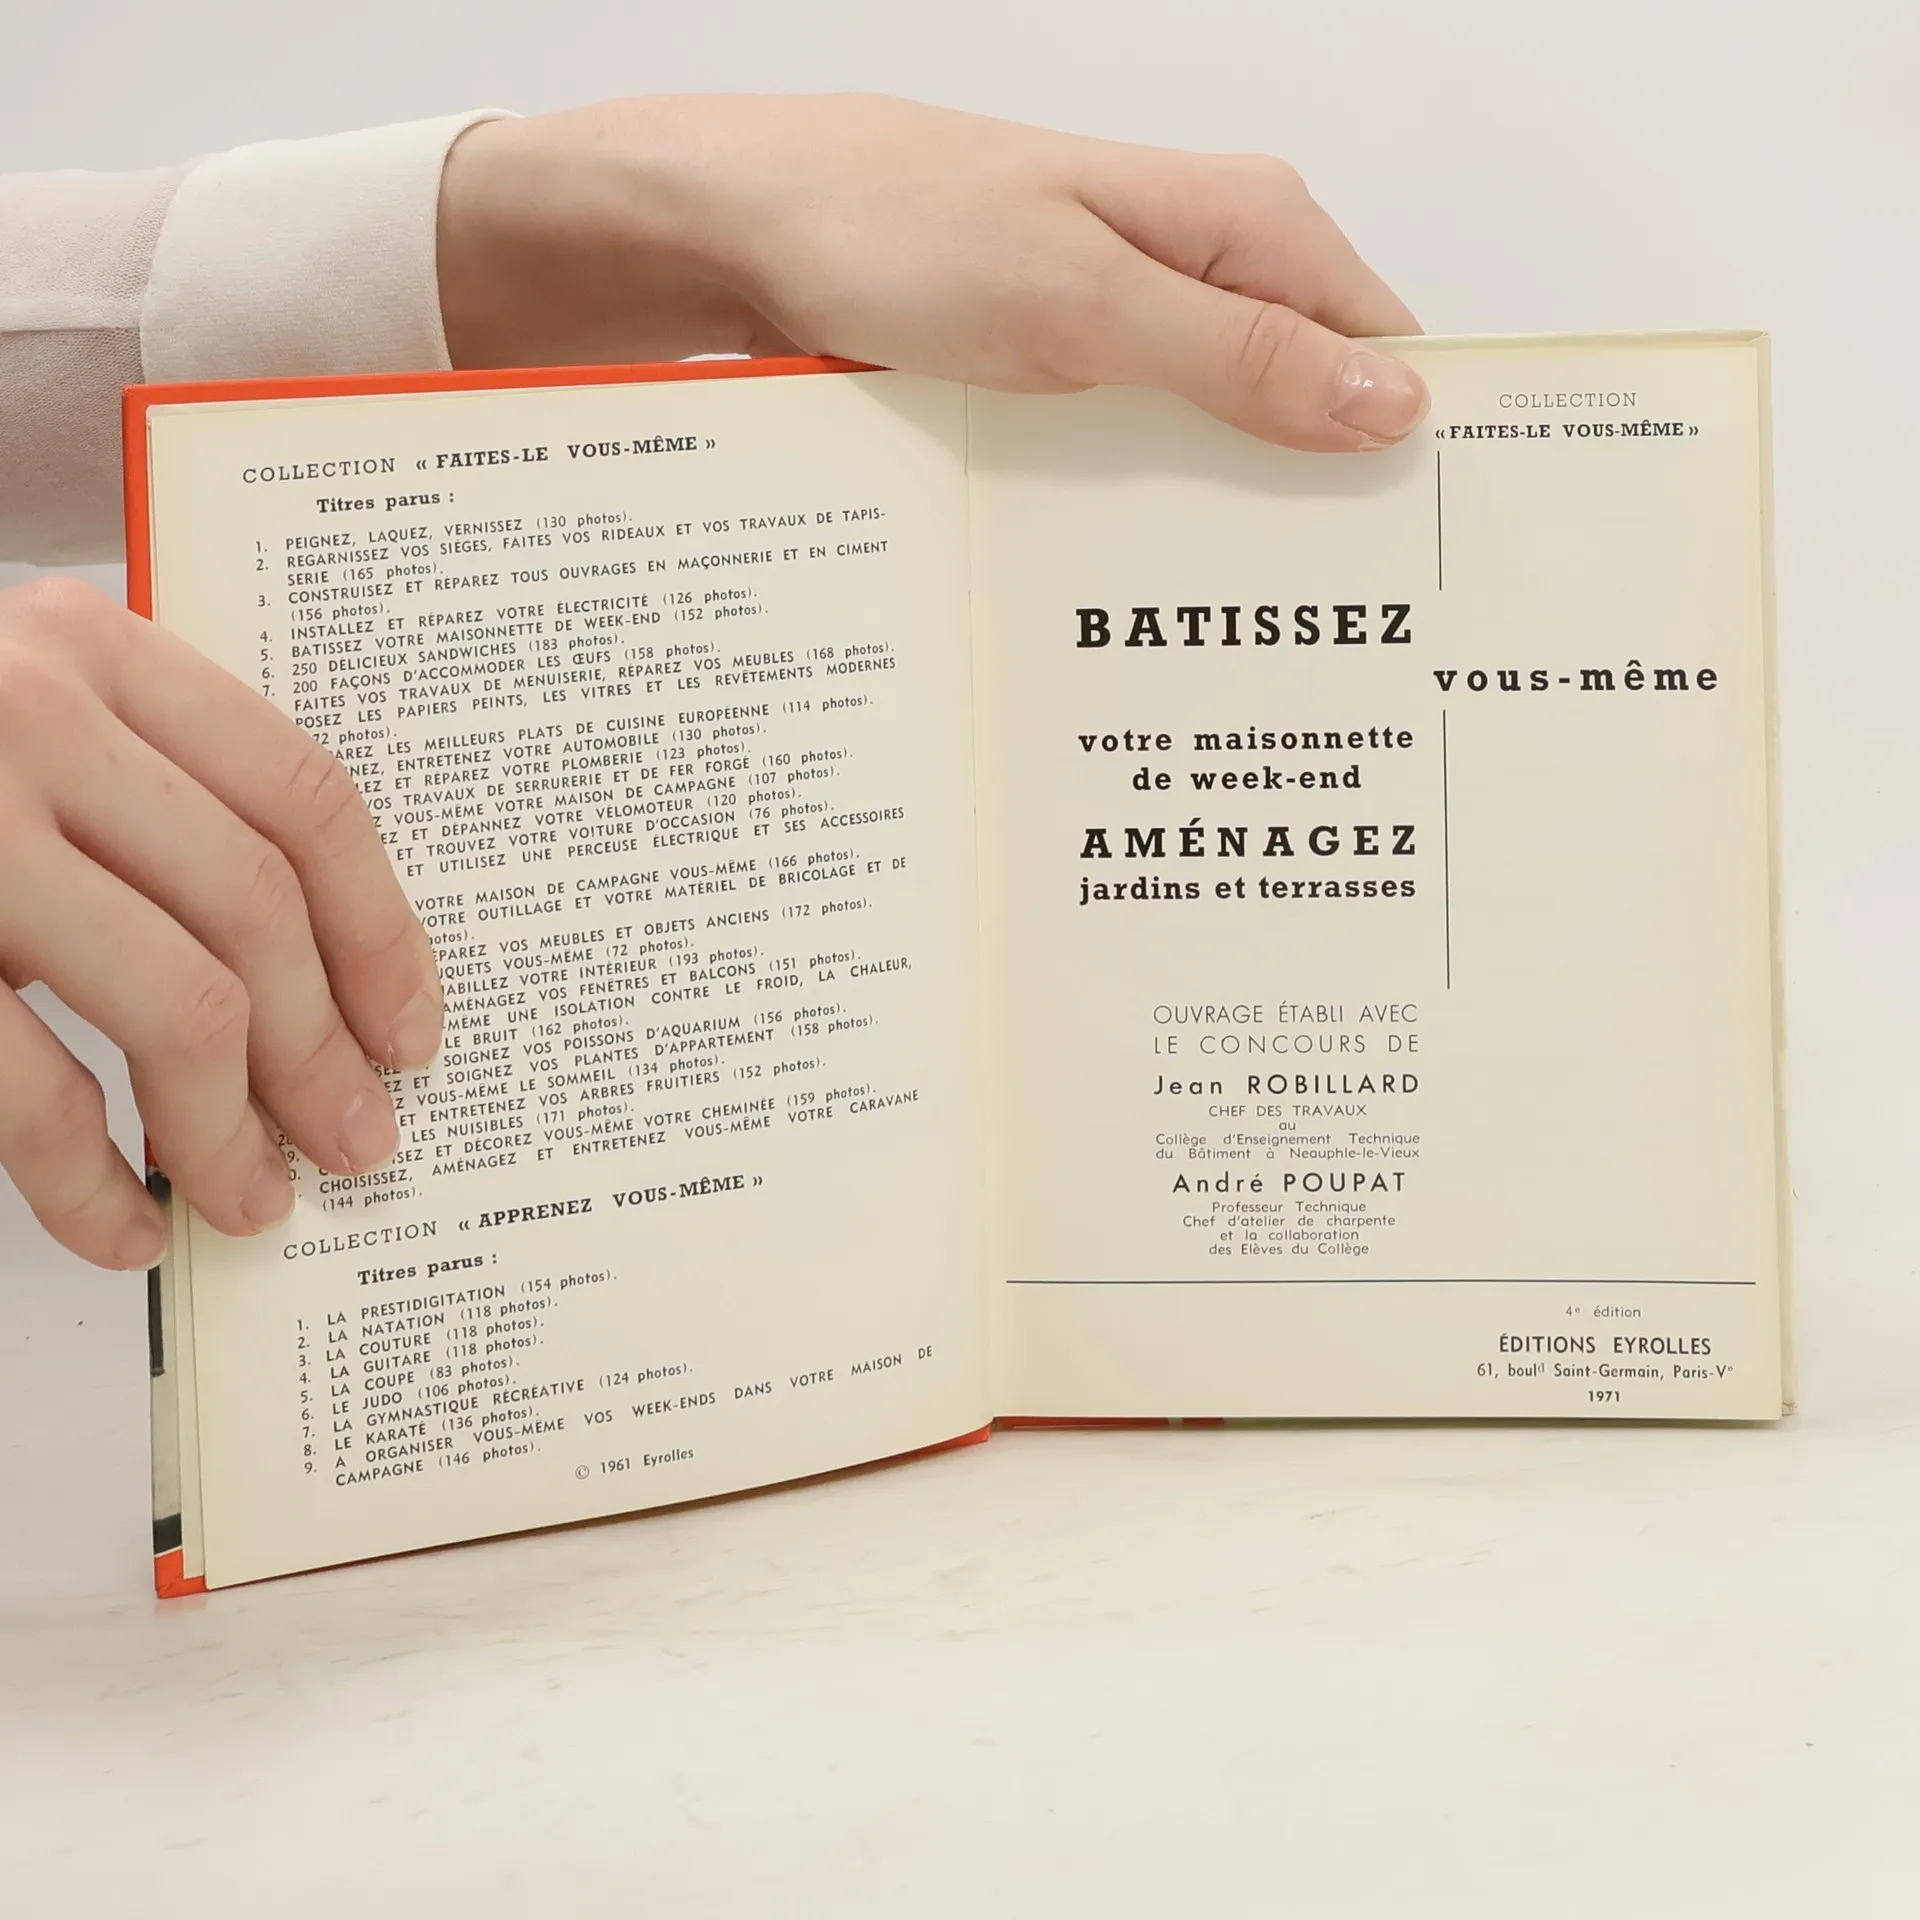 COLLECTION « FAITES-LE VOUS-MÊME »
Titres parus :
1. PEIGNEZ, LAQUEZ, VERNISSEZ (130 photos).
2. REGARNISSEZ VOS SIÈGES, FAITES VOS RIDEAUX ET VOS TRAVAUX DE TAPIS-
SERIE (165 photos).
3. CONSTRUISEZ ET RÉPAREZ TOUS OUVRAGES EN MAÇONNERIE ET EN CIMENT
(156 photos).
4. INSTALLEZ ET RÉPAREZ VOTRE ÉLECTRICITÉ (126 photos).
5. BATISSEZ VOTRE MAISONNETTE DE WEEK-END (152 photos).
6. 250 DÉLICIEUX SANDWICHES (183 photos).
7. 200 FAÇONS D'ACCOMMODER LES ŒUFS (158 photos).
FAITES VOS TRAVAUX DE MENUISERIE, RÉPAREZ VOS MEUBLES (168 photos).
POSEZ LES PAPIERS PEINTS, LES VITRES ET LES REVÊTEMENTS MODERNES
72 photos).
LES MEILLEURS PLATS DE CUISINE EUROPÉENNE (114 photos).
ENTRETENEZ VOTRE AUTOMOBILE (130 photos).
ET RÉPAREZ VOTRE PLOMBERIE (123 photos).
VOS TRAVAUX DE SERRURERIE ET DE FER FORGÉ (160 photos).
VOUS-MÊME VOTRE MAISON DE CAMPAGNE (107 photos).
ET DÉPANNEZ VOTRE VÉLOMOTEUR (120 photos).
ET TROUVEZ VOTRE VOITURE D'OCCASION (76 photos).
ET UTILISEZ UNE PERCEUSE ÉLECTRIQUE ET SES ACCESSOIRES
VOTRE MAISON DE CAMPAGNE VOUS-MÊME (166 photos).
VOTRE OUTILLAGE ET VOTRE MATÉRIEL DE BRICOLAGE ET DE
VOS MEUBLES ET OBJETS ANCIENS (172 photos).
VOUS-MÊME (72 photos).
VOTRE INTÉRIEUR (193 photos).
AMÉNAGEZ VOS FENÊTRES ET BALCONS (151 photos).
-MÊME UNE ISOLATION CONTRE LE FROID, LA CHALEUR,
LE BRUIT (162 photos).
SOIGNEZ VOS POISSONS D'AQUARIUM (156 photos).
ET SOIGNEZ VOS PLANTES D'APPARTEMENT (158 photos).
VOUS-MÊME LE SOMMEIL (134 photos).
ET ENTRETENEZ VOS ARBRES FRUITIERS (152 photos).
LES NUISIBLES (171 photos).
ET DÉCOREZ VOUS-MÊME VOTRE CHEMINÉE (159 photos).
CHOISISSEZ, AMÉNAGEZ ET ENTRETENEZ VOUS-MÊME VOTRE CARAVANE
(144 photos).
COLLECTION « APPRENEZ VOUS-MÊME »
Titres parus :
1. LA PRESTIDIGITATION (154 photos).
2. LA NATATION (118 photos).
3. LA COUTURE (118 photos).
4. LA GUITARE (118 photos).
5. LA COUPE (83 photos).
6. LE JUDO (106 photos).
7. LA GYMNASTIQUE RÉCRÉATIVE (124 photos).
8. LE KARATÉ (136 photos).
9. A ORGANISER VOUS-MÊME VOS WEEK-ENDS DANS VOTRE MAISON DE
CAMPAGNE (146 photos).
© 1961 Eyrolles
COLLECTION
« FAITES-LE VOUS-MÊME »
BATISSEZ
vous-même
votre maisonnette
de week-end
AMÉNAGEZ
jardins et terrasses
OUVRAGE ÉTABLI AVEC
LE CONCOURS DE
Jean ROBILLARD
CHEF DES TRAVAUX
au
Collège d'Enseignement Technique
du Bâtiment à Neauphle-le-Vieux
André POUPAT
Professeur Technique
Chef d'atelier de charpente
et la collaboration
des Elèves du Collège
4e édition
ÉDITIONS EYROLLES
61, bould Saint-Germain, Paris-Ve
1971